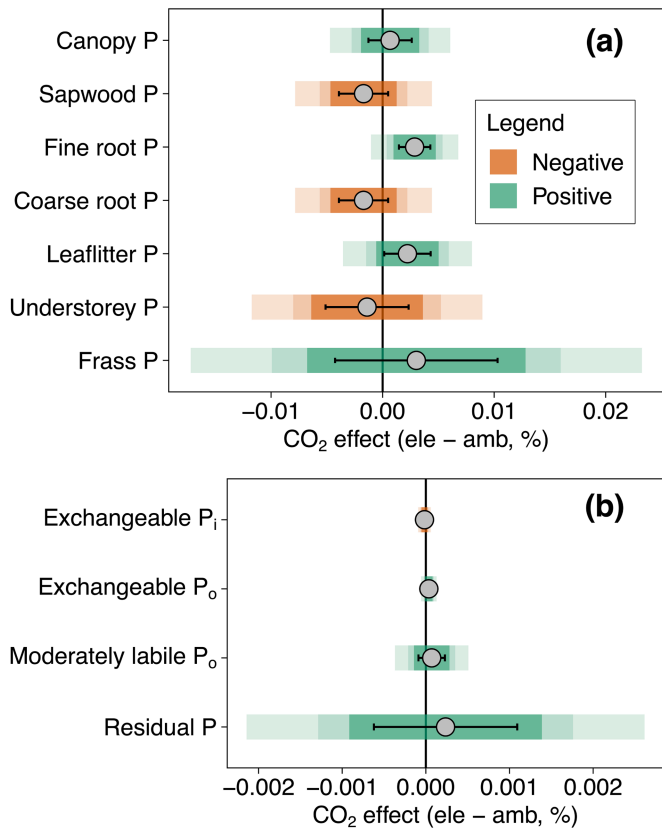 (a)
Canopy P
Sapwood P
Fine root P
Coarse root P
Leaflitter P
Understorey P
Frass P
Legend
Negative
Positive
−0.01 0.00 0.01 0.02
CO₂ effect (ele − amb, %)
(b)
Exchangeable Pᵢ
Exchangeable Pₒ
Moderately labile Pₒ
Residual P
−0.002 −0.001 0.000 0.001 0.002
CO₂ effect (ele − amb, %)